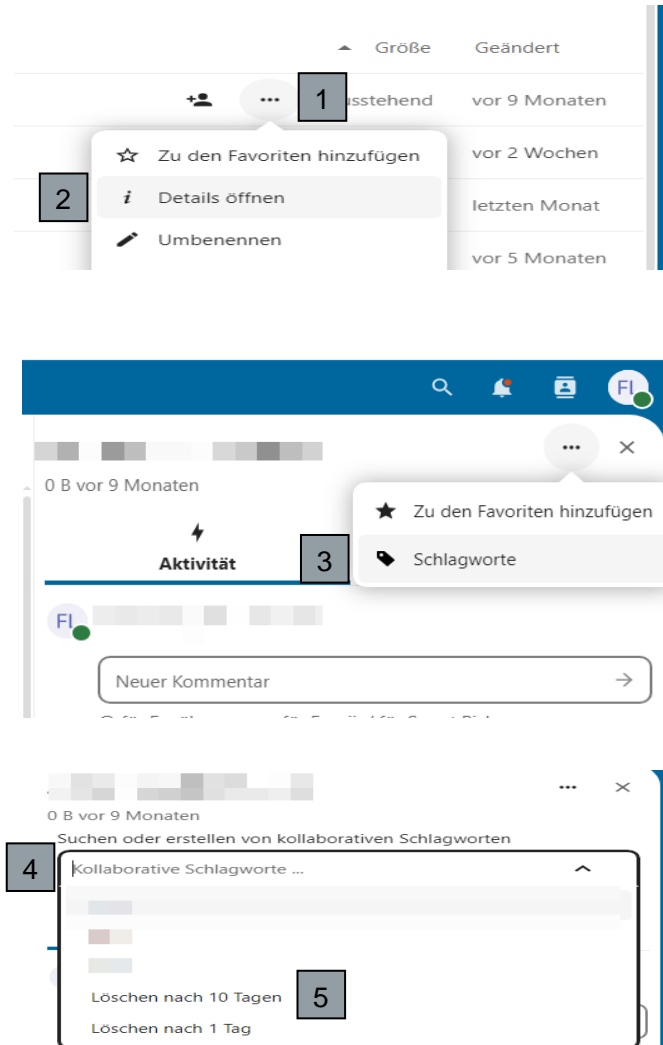 Größe Geändert
1 usstehend vor 9 Monaten
Zu den Favoriten hinzufügen vor 2 Wochen
2 i Details öffnen letzten Monat
Umbenennen vor 5 Monaten
FL
0 B vor 9 Monaten
Zu den Favoriten hinzufügen
Aktivität 3 Schlagworte
FL
Neuer Kommentar
0 B vor 9 Monaten
Suchen oder erstellen von kollaborativen Schlagworten
4 Kollaborative Schlagworte ...
Löschen nach 10 Tagen 5
Löschen nach 1 Tag